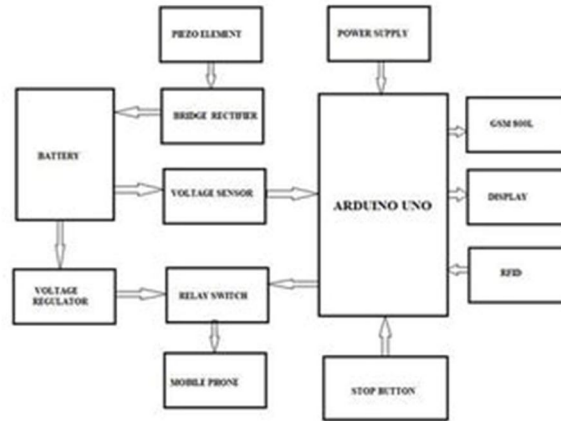 PIEZO ELEMENT
POWER SUPPLY
BRIDGE RECTIFIER
GSM 800L
BATTERY
VOLTAGE SENSOR
ARDUINO UNO
DISPLAY
RFID
VOLTAGE
REGULATOR
RELAY SWITCH
MOBILE PHONE
STOP BUTTON